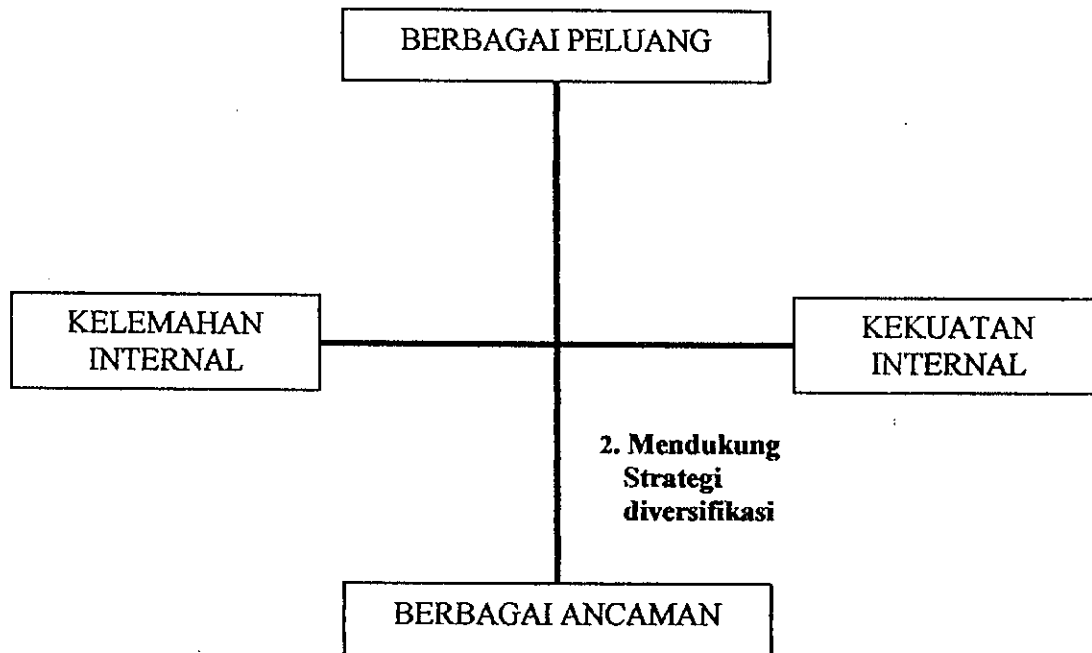 BERBAGAI PELUANG
KELEMAHAN
INTERNAL
KEKUATAN
INTERNAL
2. Mendukung
Strategi
diversifikasi
BERBAGAI ANCAMAN